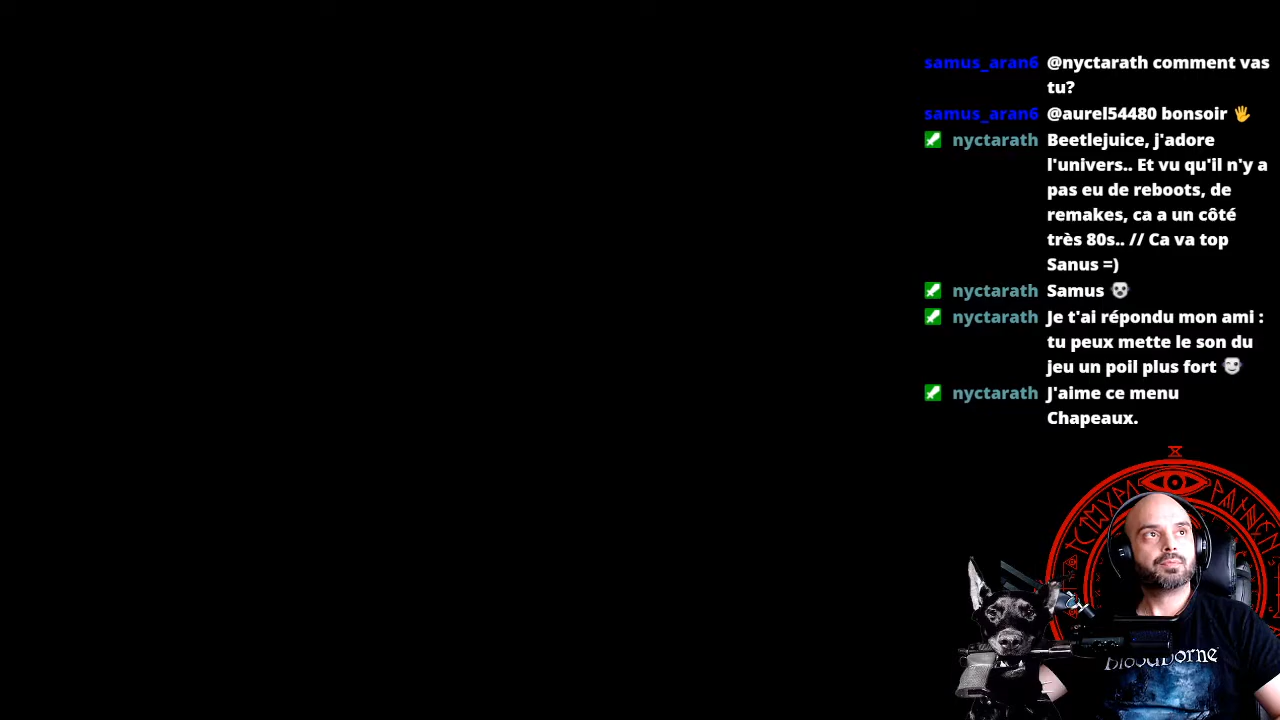 samus_aran6 @nyctarath comment vas
tu?
samus_aran6 @aurel54480 bonsoir 🖐
nyctarath Beetlejuice, j'adore
l'univers.. Et vu qu'il n'y a
pas eu de reboots, de
remakes, ca a un côté
très 80s.. // Ca va top
Sanus =)
nyctarath Samus
nyctarath Je t'ai répondu mon ami :
tu peux mette le son du
jeu un poil plus fort
nyctarath J'aime ce menu
Chapeaux.
Bloodborne